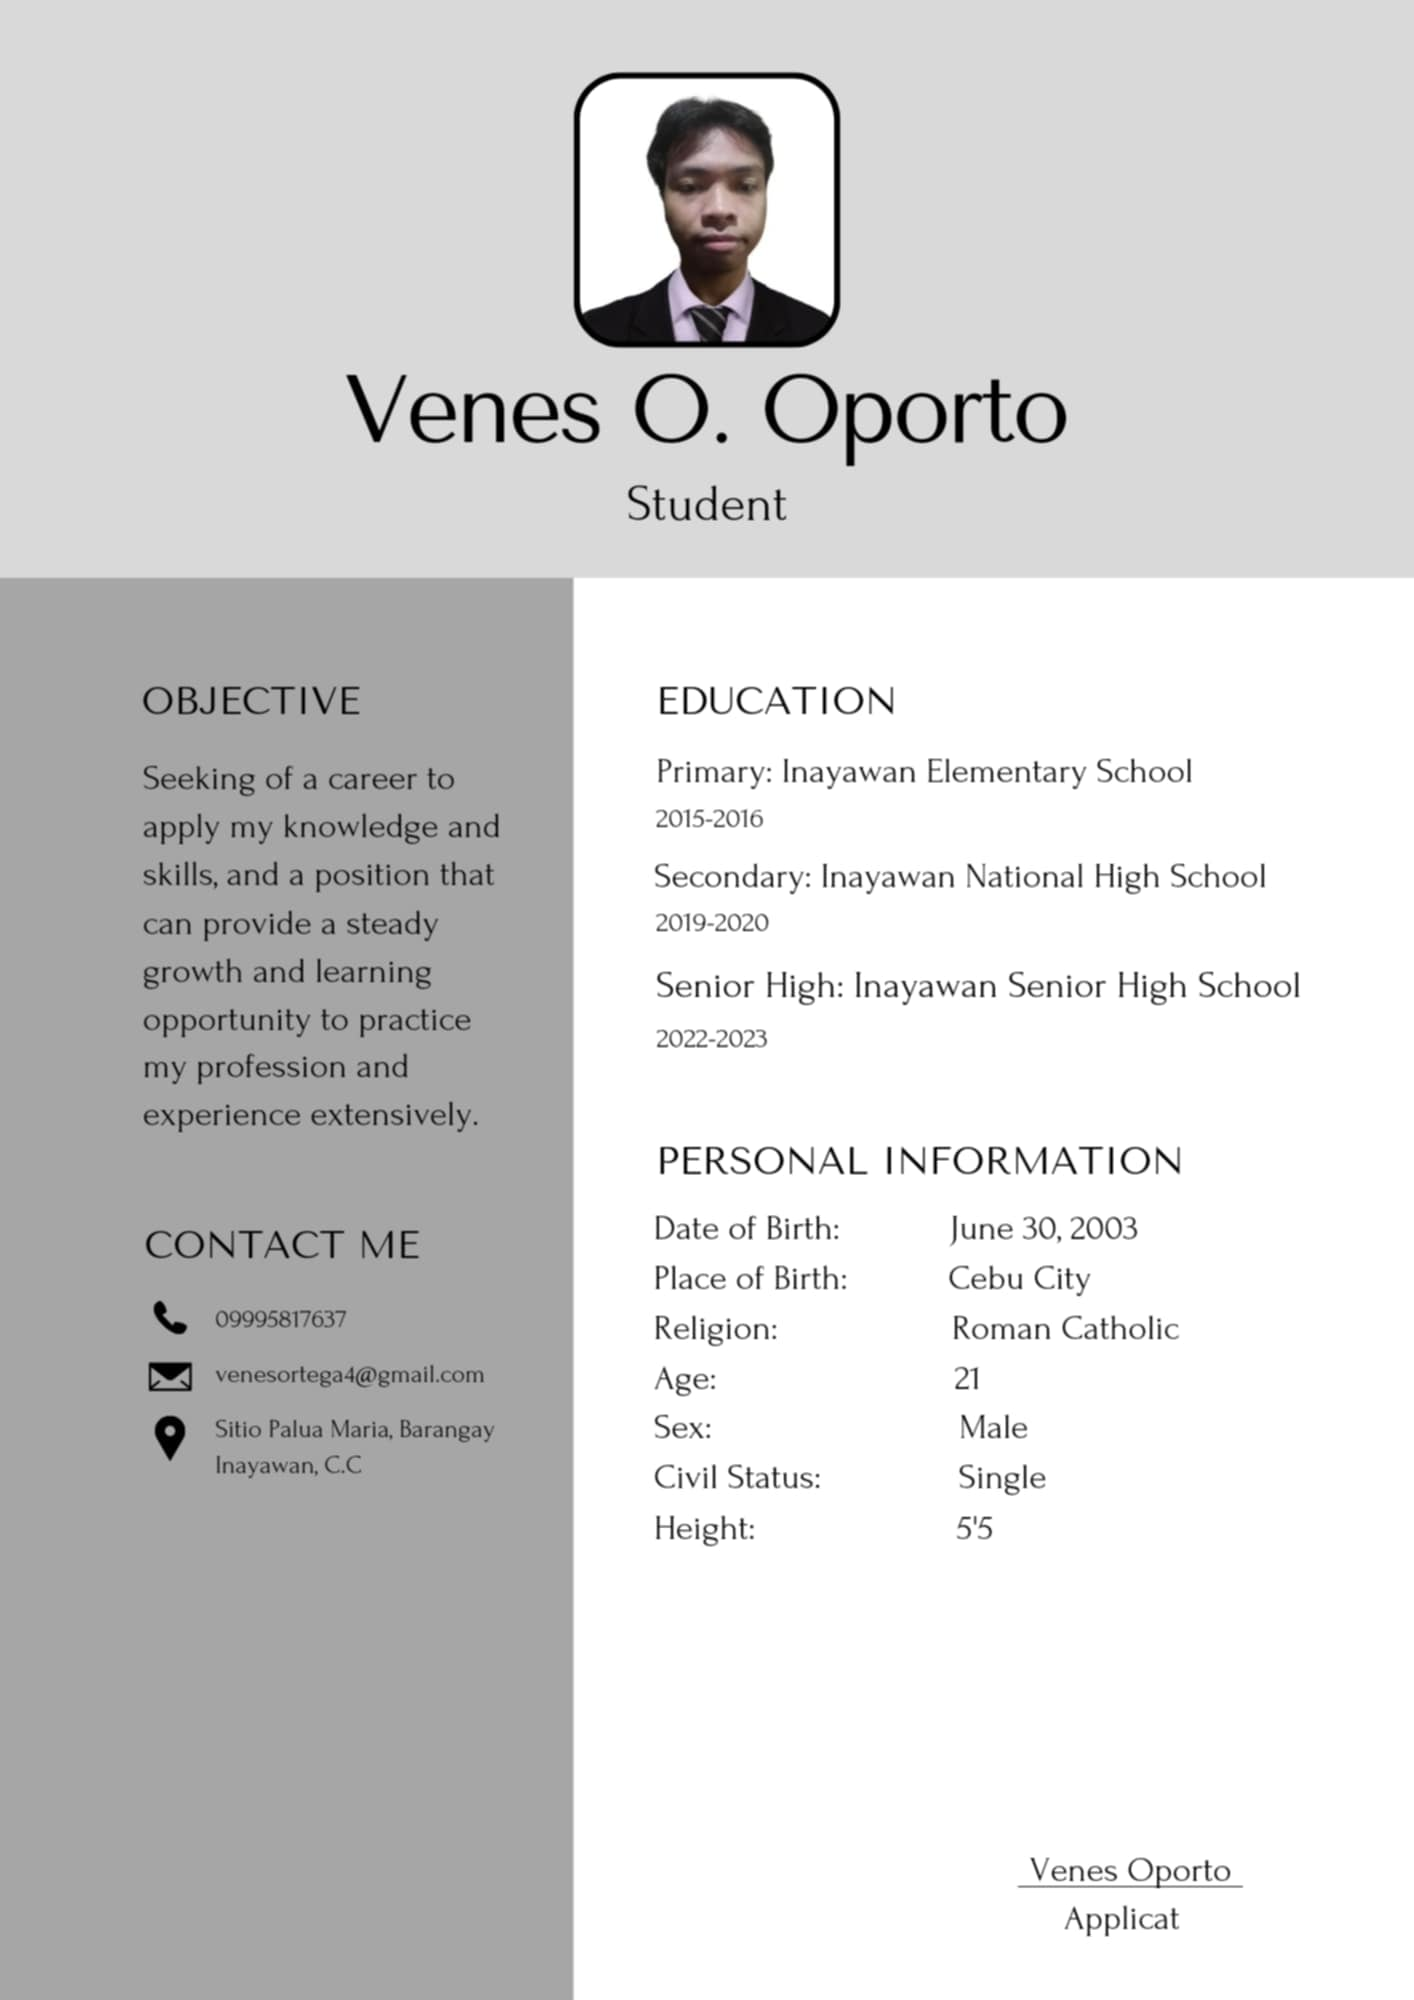 Venes O. Oporto
Student
OBJECTIVE
Seeking of a career to
apply my knowledge and
skills, and a position that
can provide a steady
growth and learning
opportunity to practice
my profession and
experience extensively.
CONTACT ME
09995817637
venesortega4@gmail.com
Sitio Palua Maria, Barangay
Inayawan, C.C
EDUCATION
Primary: Inayawan Elementary School
2015-2016
Secondary: Inayawan National High School
2019-2020
Senior High: Inayawan Senior High School
2022-2023
PERSONAL INFORMATION
Date of Birth: June 30, 2003
Place of Birth: Cebu City
Religion: Roman Catholic
Age: 21
Sex: Male
Civil Status: Single
Height: 5'5
Venes Oporto
Applicat